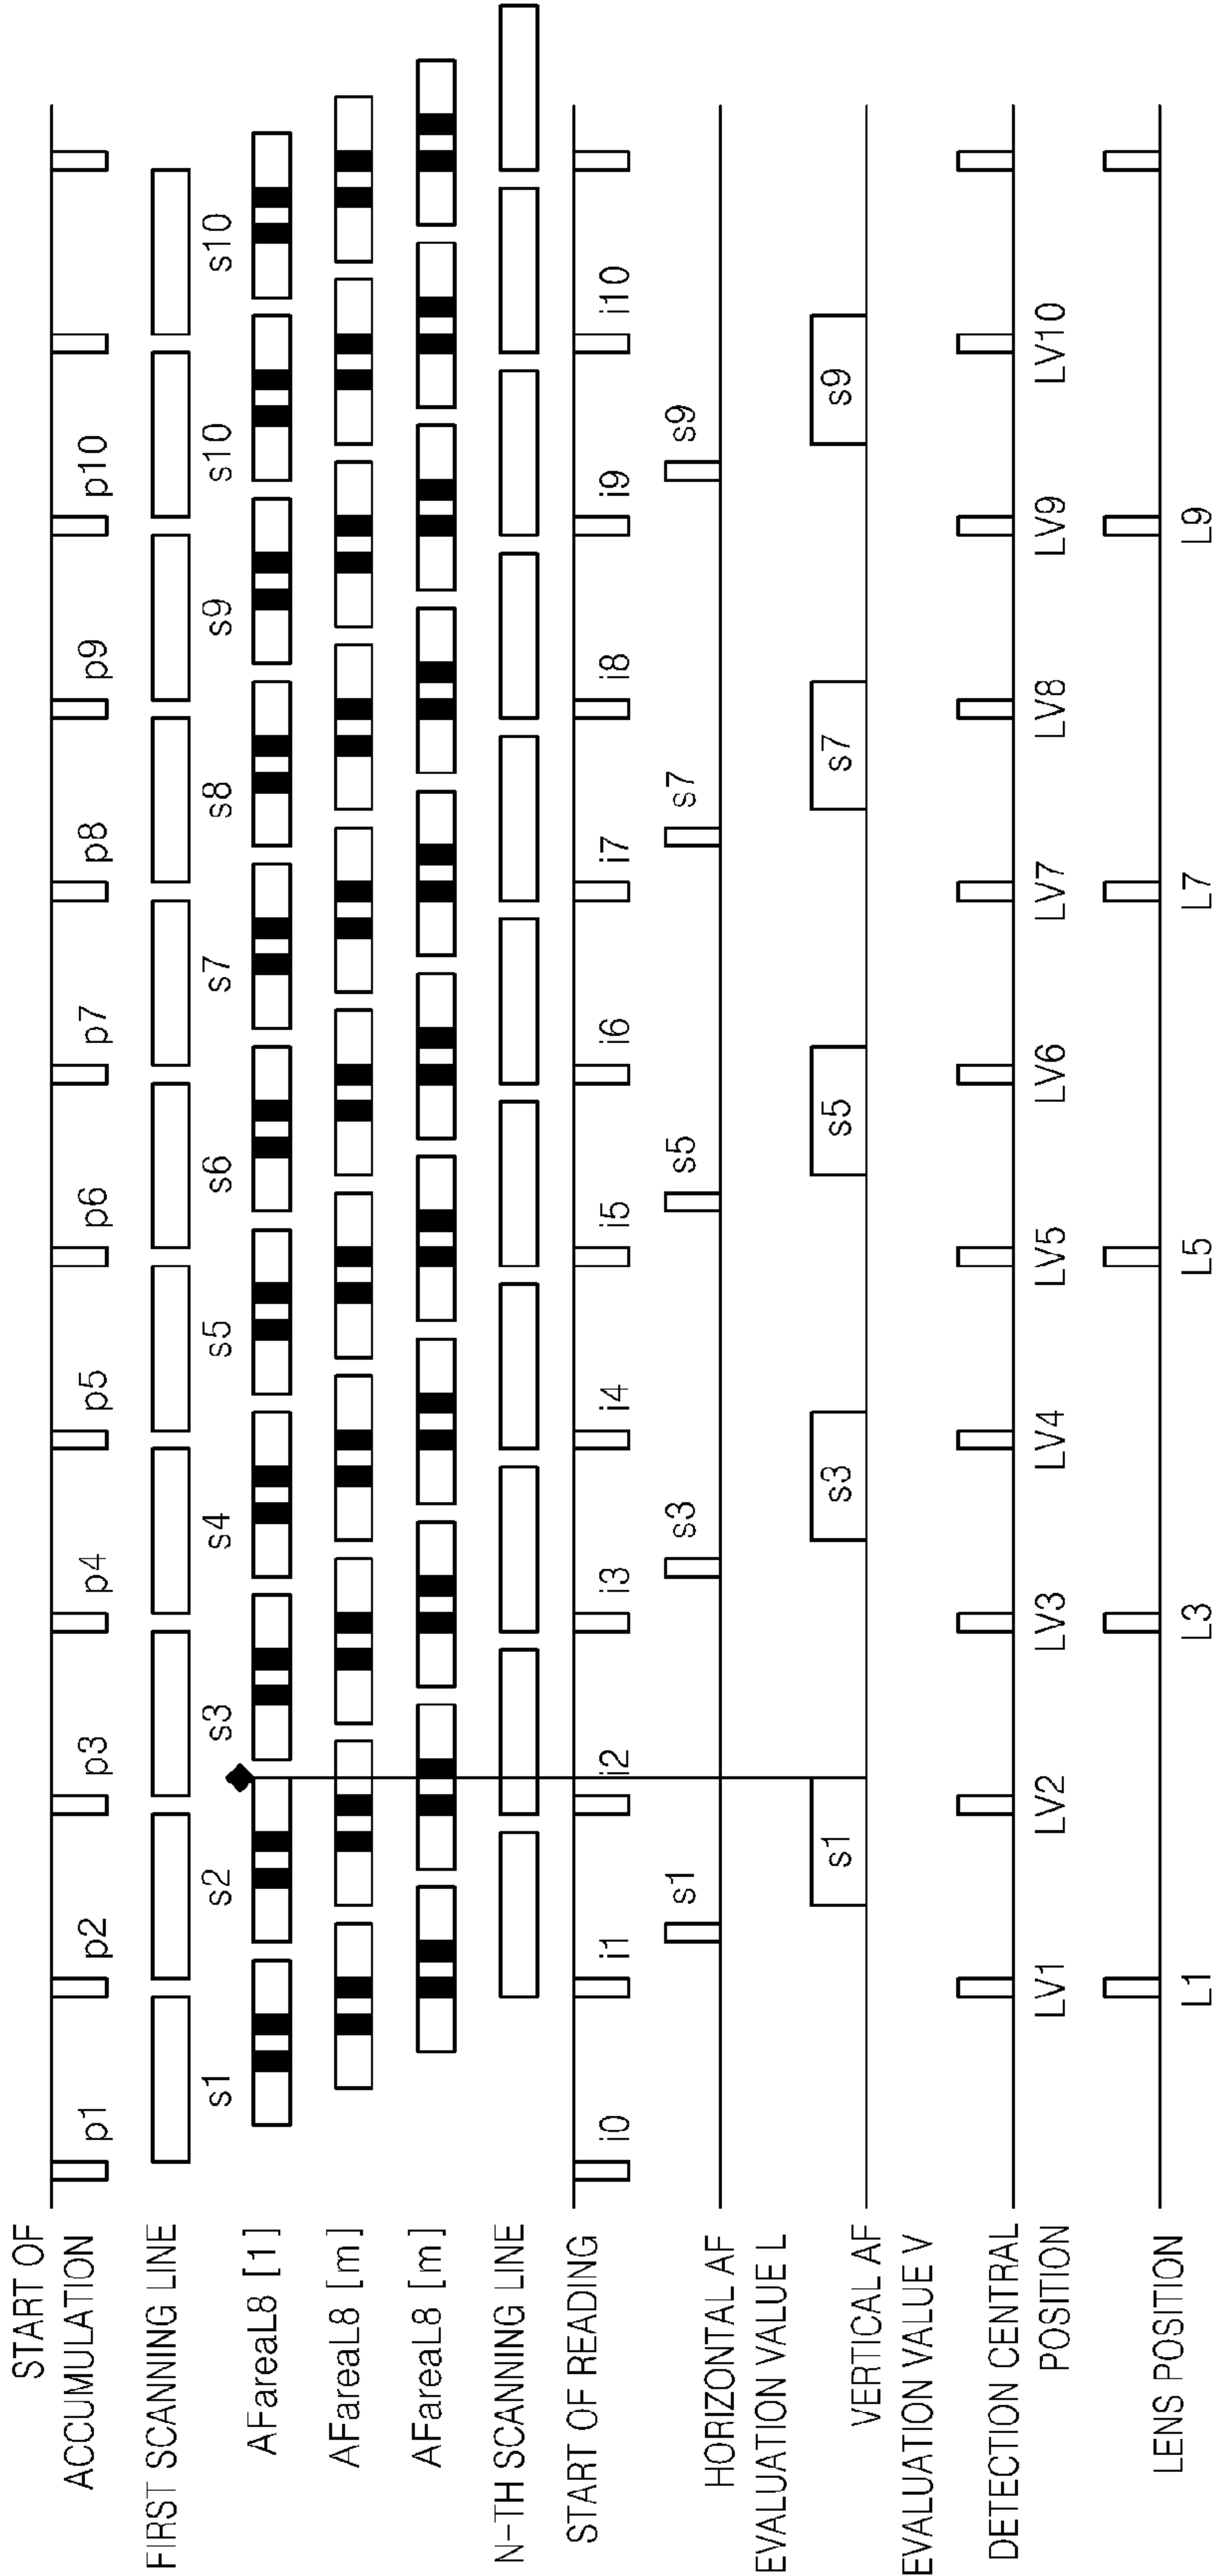 START OF
ACCUMULATION
p1 p2 p3 p4 p5 p6 p7 p8 p9 p10
FIRST SCANNING LINE
s1 s2 s3 s4 s5 s6 s7 s8 s9 s10 s10
AFareaL8 [1]
AFareaL8 [m]
AFareaL8 [m]
N-TH SCANNING LINE
START OF READING
i0 i1 i2 i3 i4 i5 i6 i7 i8 i9 i10
HORIZONTAL AF
EVALUATION VALUE L
s1 s3 s5 s7 s9
VERTICAL AF
EVALUATION VALUE V
s1 s3 s5 s7 s9
DETECTION CENTRAL
POSITION
LV1 LV2 LV3 LV4 LV5 LV6 LV7 LV8 LV9 LV10
LENS POSITION
L1 L3 L5 L7 L9